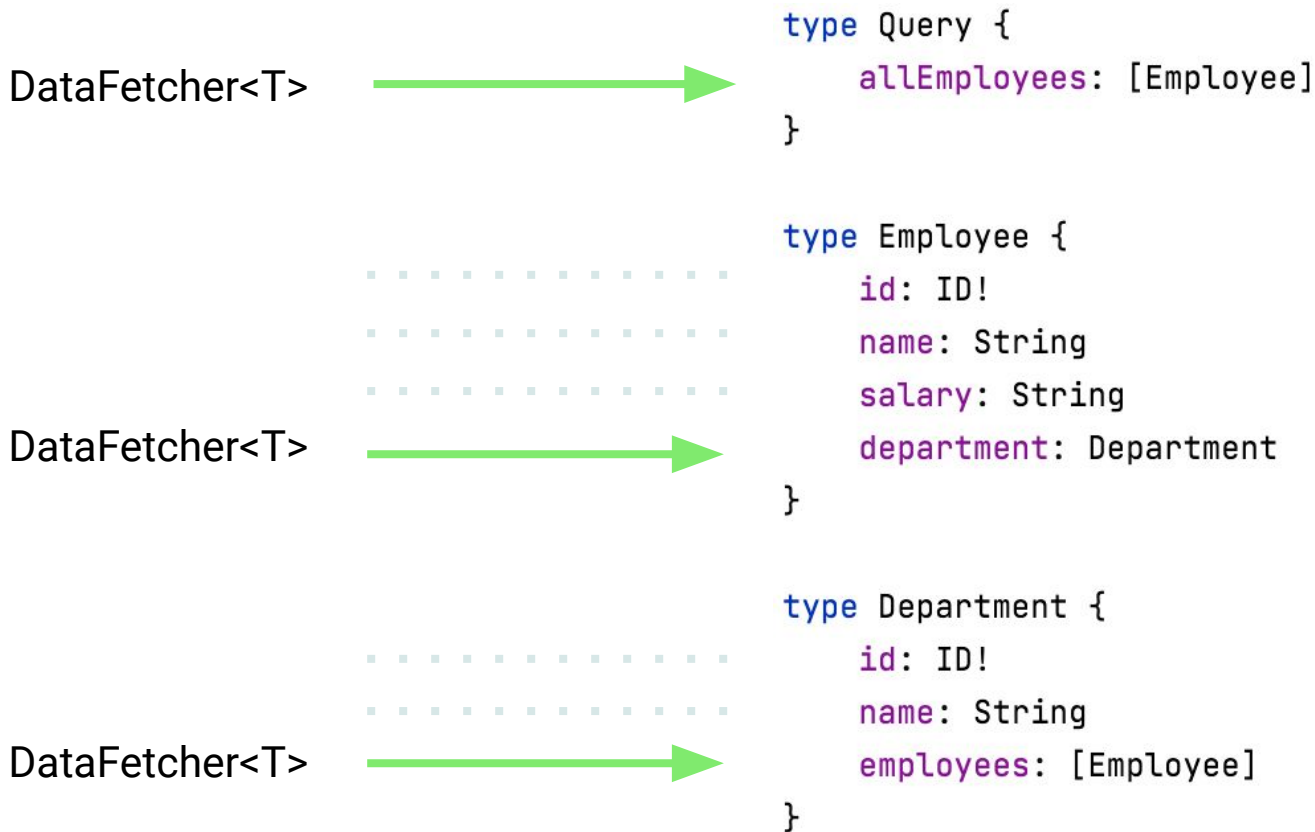 type Query {
DataFetcher<T>
allEmployees: [Employee]
}
type Employee {
id: ID!
name: String
salary: String
DataFetcher<T>
department: Department
}
type Department {
id: ID!
name: String
DataFetcher<T>
employees: [Employee]
}